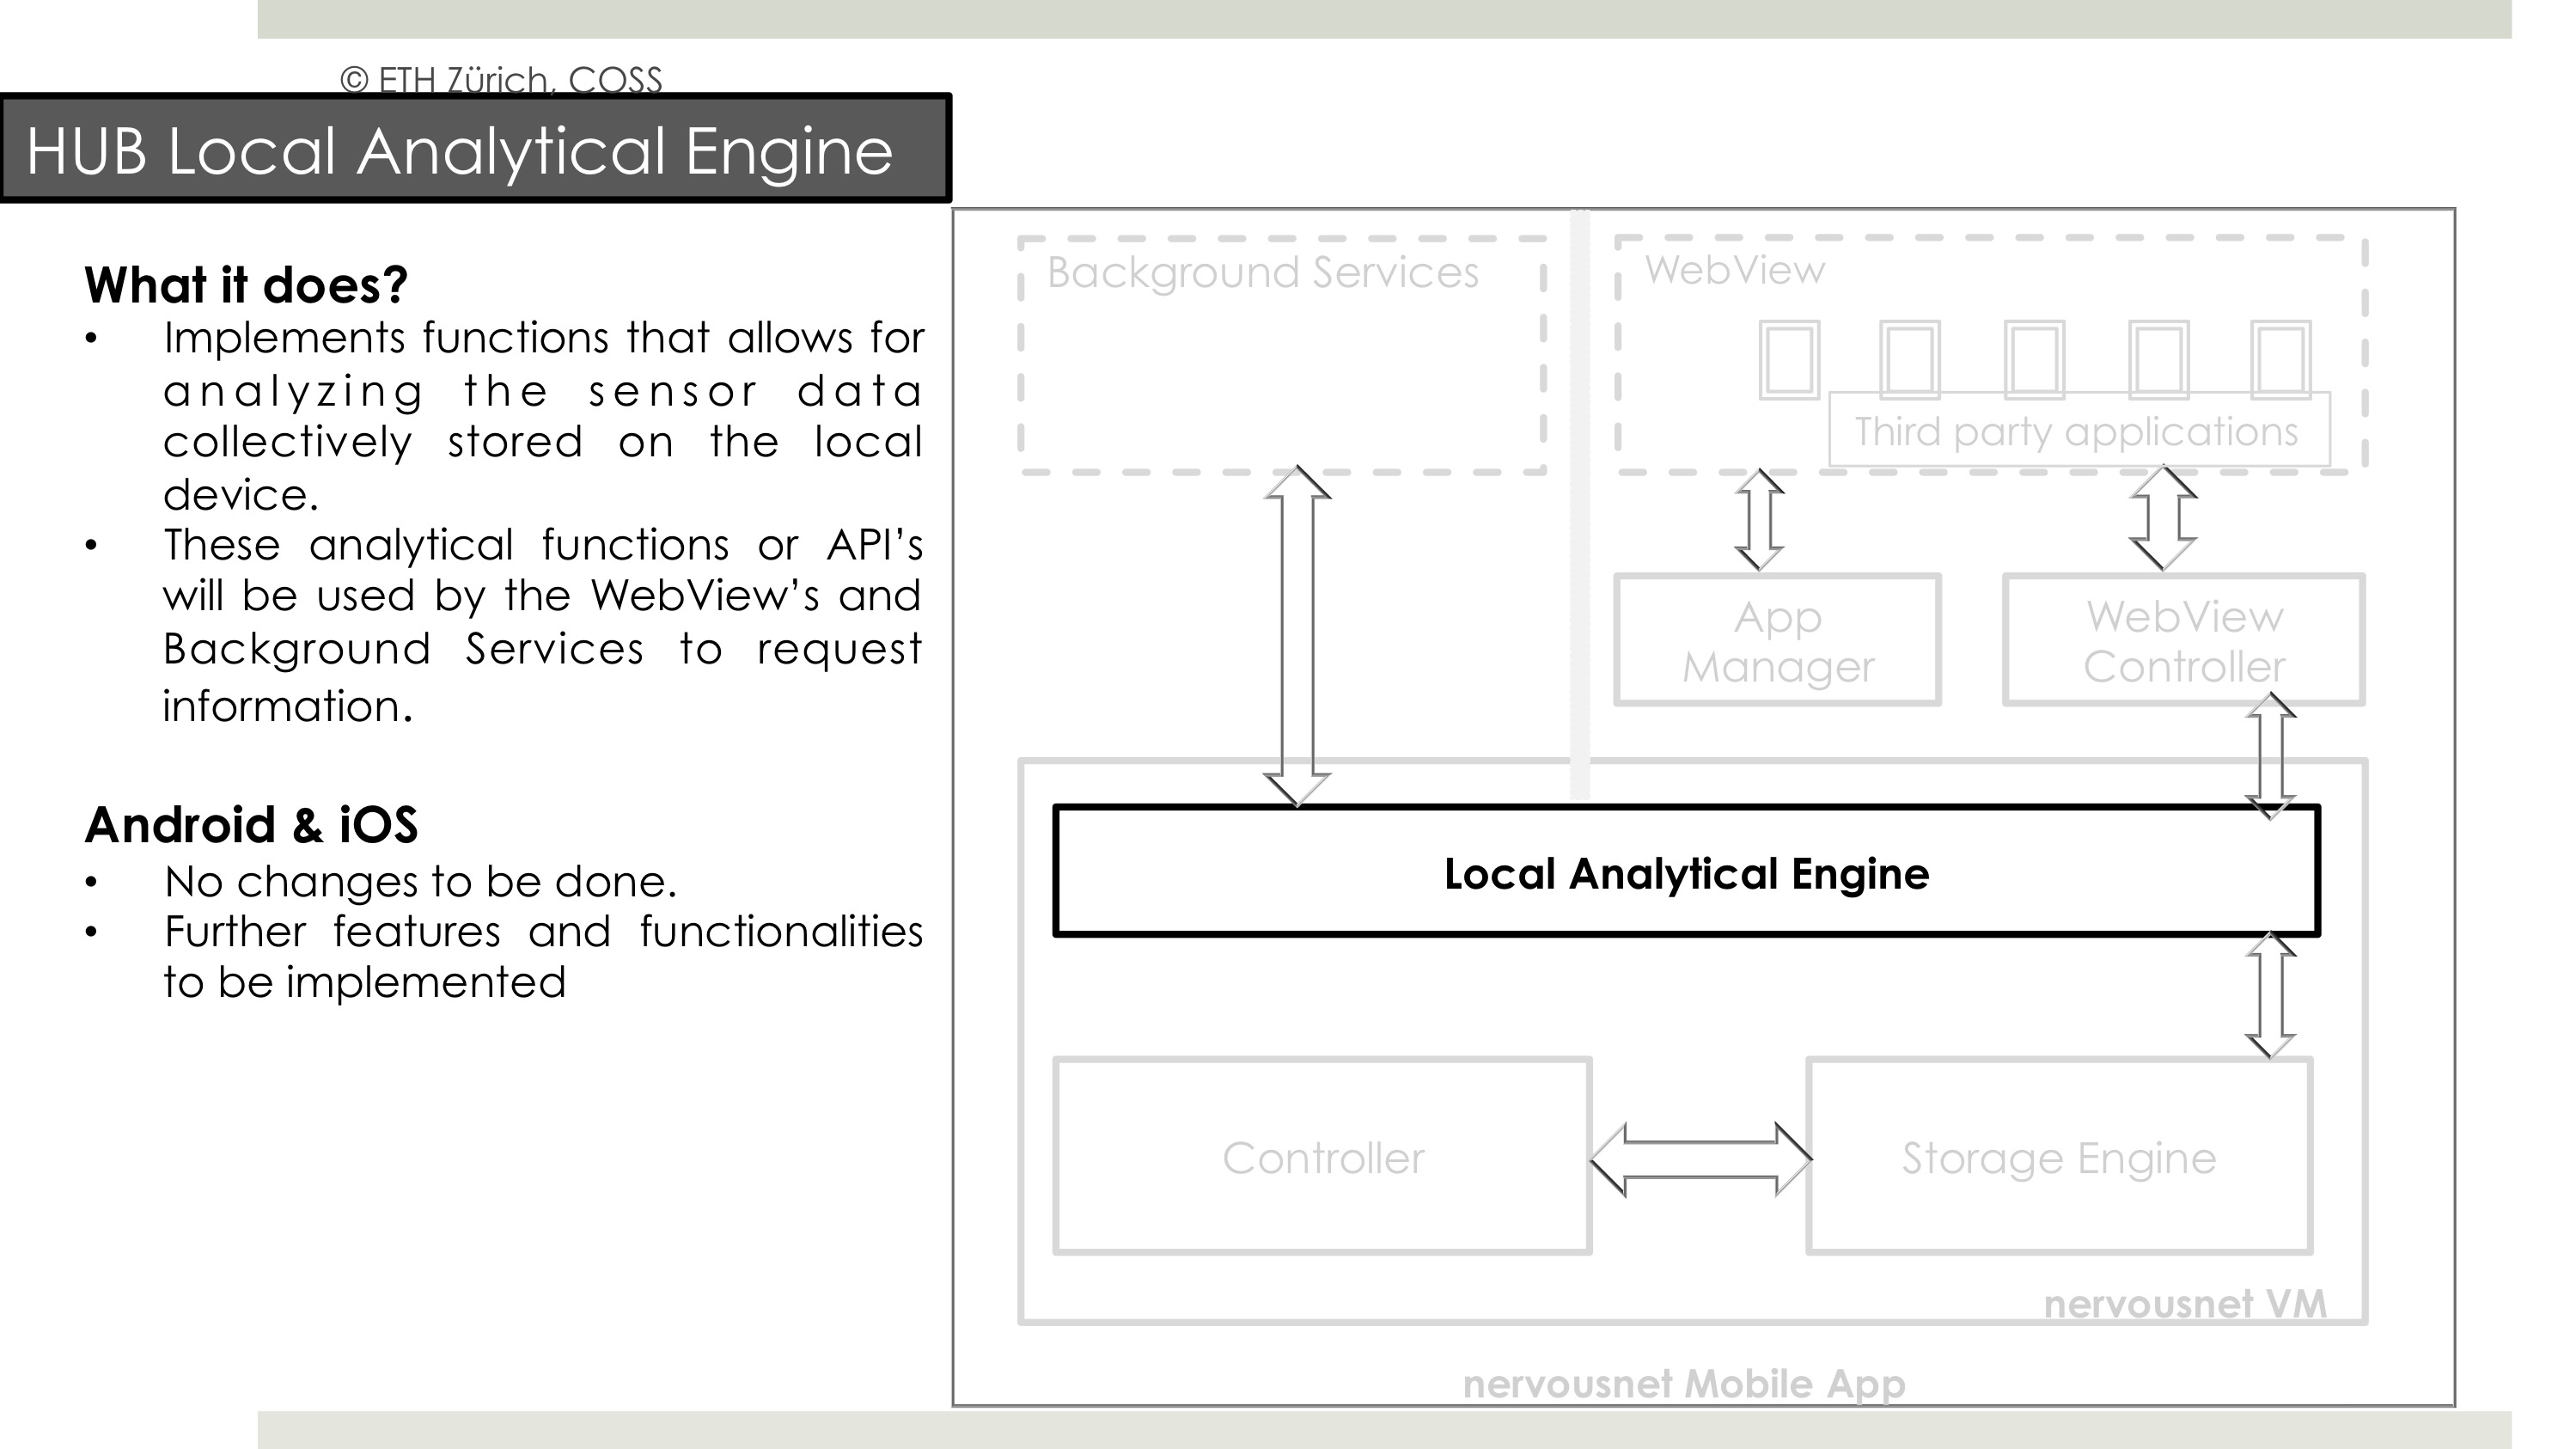 © ETH Zürich, COSS
HUB Local Analytical Engine
What it does?
• Implements functions that allows for
analyzing the sensor data
collectively stored on the local
device.
• These analytical functions or API’s
will be used by the WebView’s and
Background Services to request
information.
Android & iOS
• No changes to be done.
• Further features and functionalities
to be implemented
Background Services
WebView
Third party applications
App
Manager
WebView
Controller
Local Analytical Engine
Controller
Storage Engine
nervousnet VM
nervousnet Mobile App